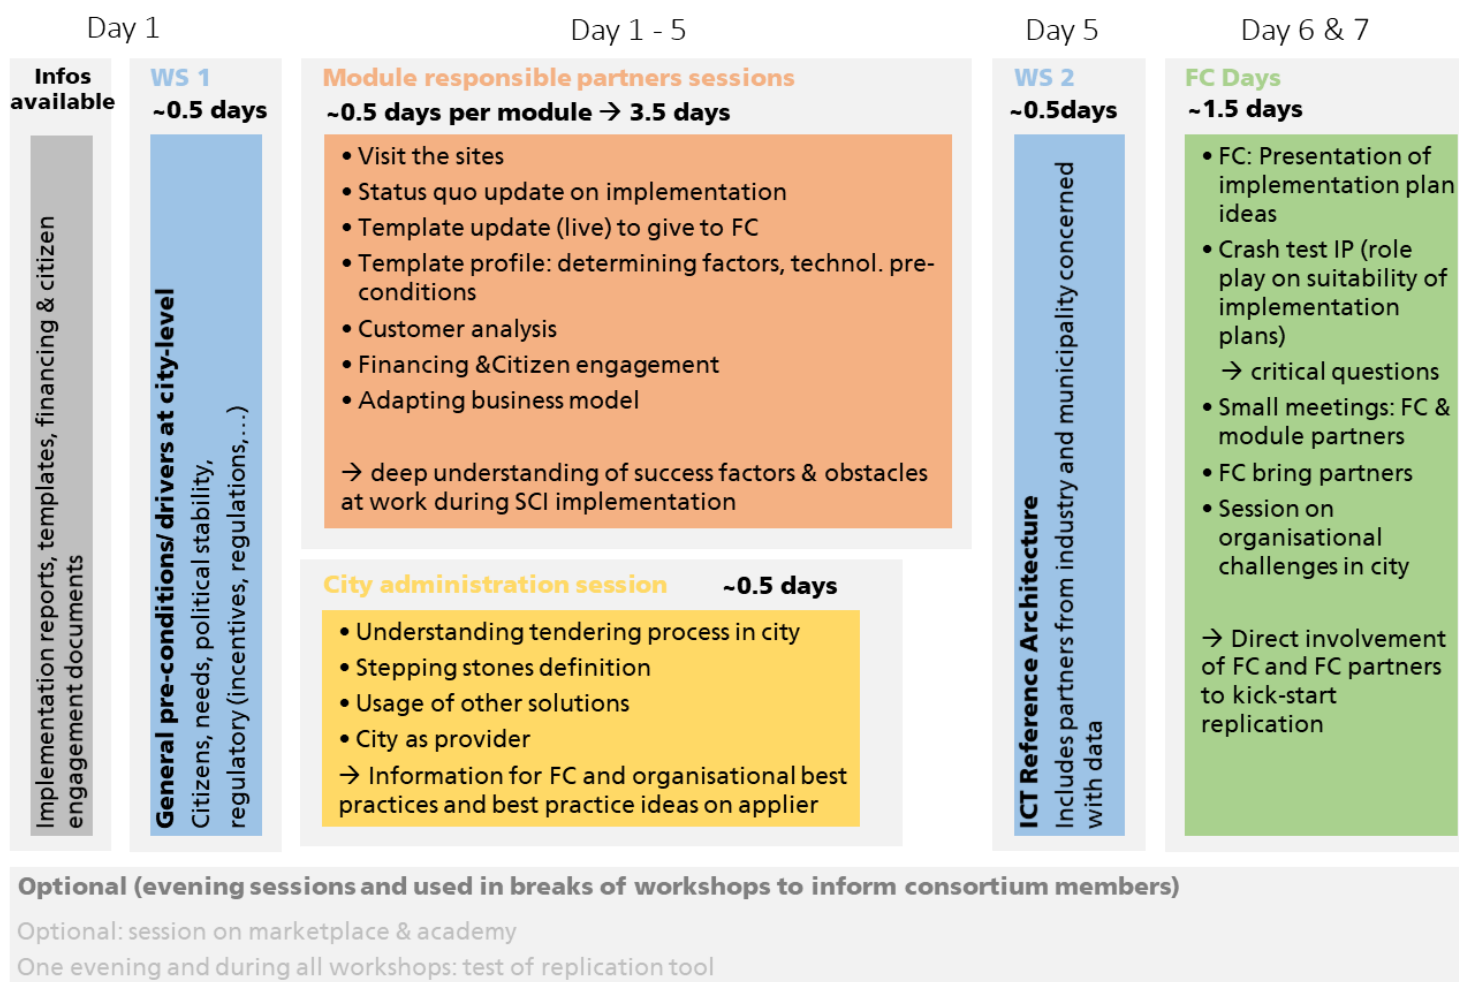 Day 1
Day 1 - 5
Day 5
Day 6 & 7
Infos
available
Implementation reports, templates, financing & citizen
engagement documents
WS 1
~0.5 days
General pre-conditions/ drivers at city-level
Citizens, needs, political stability,
regulatory (incentives, regulations,...)
Module responsible partners sessions
~0.5 days per module → 3.5 days
• Visit the sites
• Status quo update on implementation
• Template update (live) to give to FC
• Template profile: determining factors, technol. pre-
conditions
• Customer analysis
• Financing &Citizen engagement
• Adapting business model
→ deep understanding of success factors & obstacles
at work during SCI implementation
City administration session ~0.5 days
• Understanding tendering process in city
• Stepping stones definition
• Usage of other solutions
• City as provider
→ Information for FC and organisational best
practices and best practice ideas on applier
WS 2
~0.5days
ICT Reference Architecture
Includes partners from industry and municipality concerned
with data
FC Days
~1.5 days
• FC: Presentation of
implementation plan
ideas
• Crash test IP (role
play on suitability of
implementation
plans)
→ critical questions
• Small meetings: FC &
module partners
• FC bring partners
• Session on
organisational
challenges in city
→ Direct involvement
of FC and FC partners
to kick-start
replication
Optional (evening sessions and used in breaks of workshops to inform consortium members)
Optional: session on marketplace & academy
One evening and during all workshops: test of replication tool